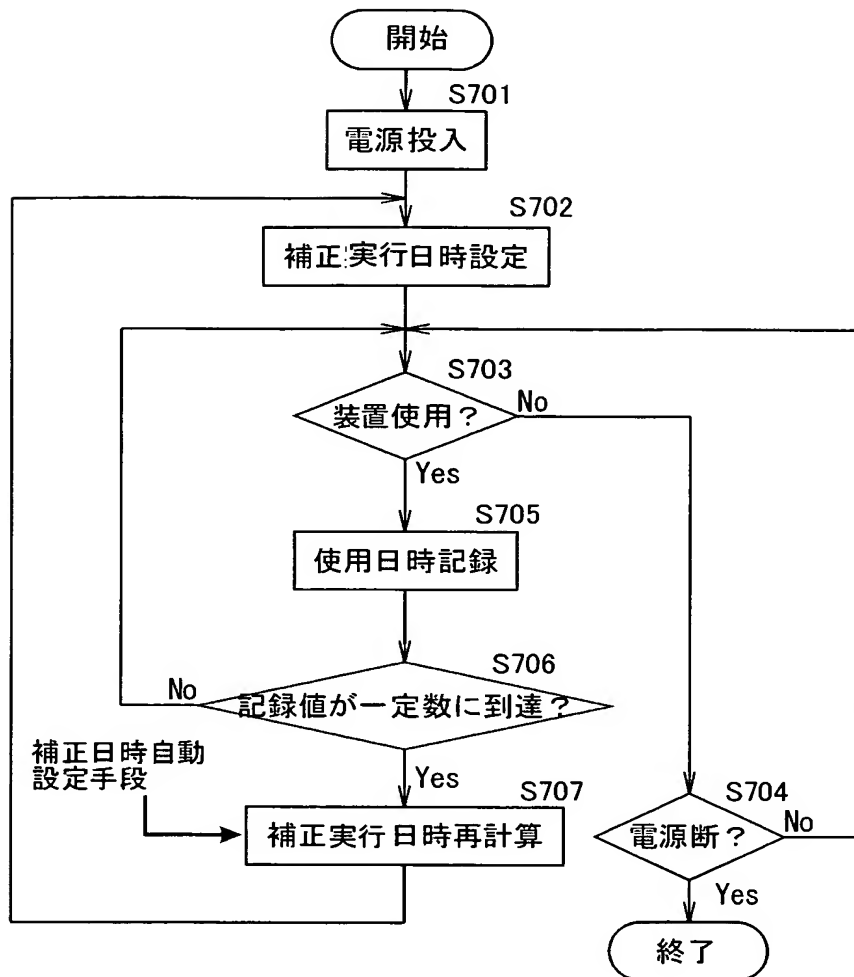 開始
S701
電源投入
S702
補正実行日時設定
S703
装置使用？
No
Yes
S705
使用日時記録
S706
記録値が一定数に到達？
No
Yes
補正日時自動
設定手段
S707
補正実行日時再計算
S704
電源断？
No
Yes
終了